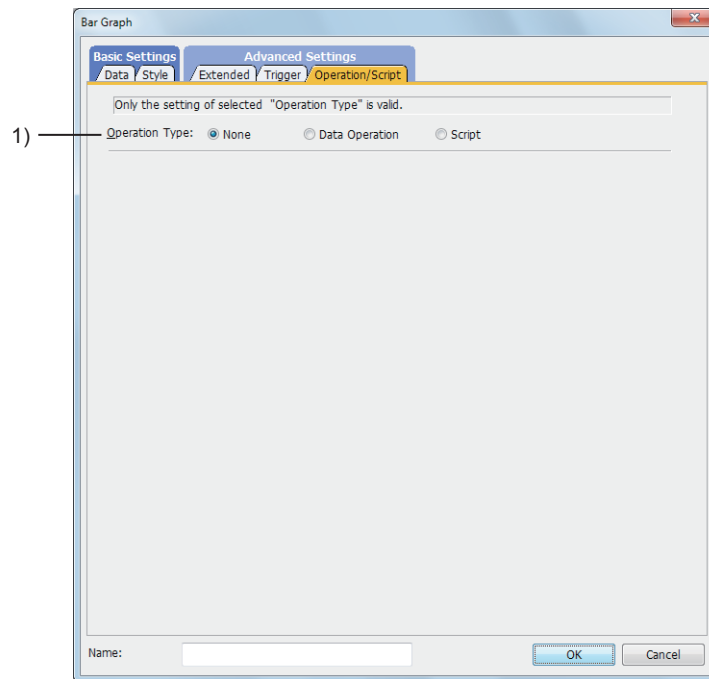 Bar Graph
x
Basic Settings
Advanced Settings
Data
Style
Extended
Trigger
Operation/Script
Only the setting of selected "Operation Type" is valid.
1)
Operation Type: None Data Operation Script
Name:
OK
Cancel